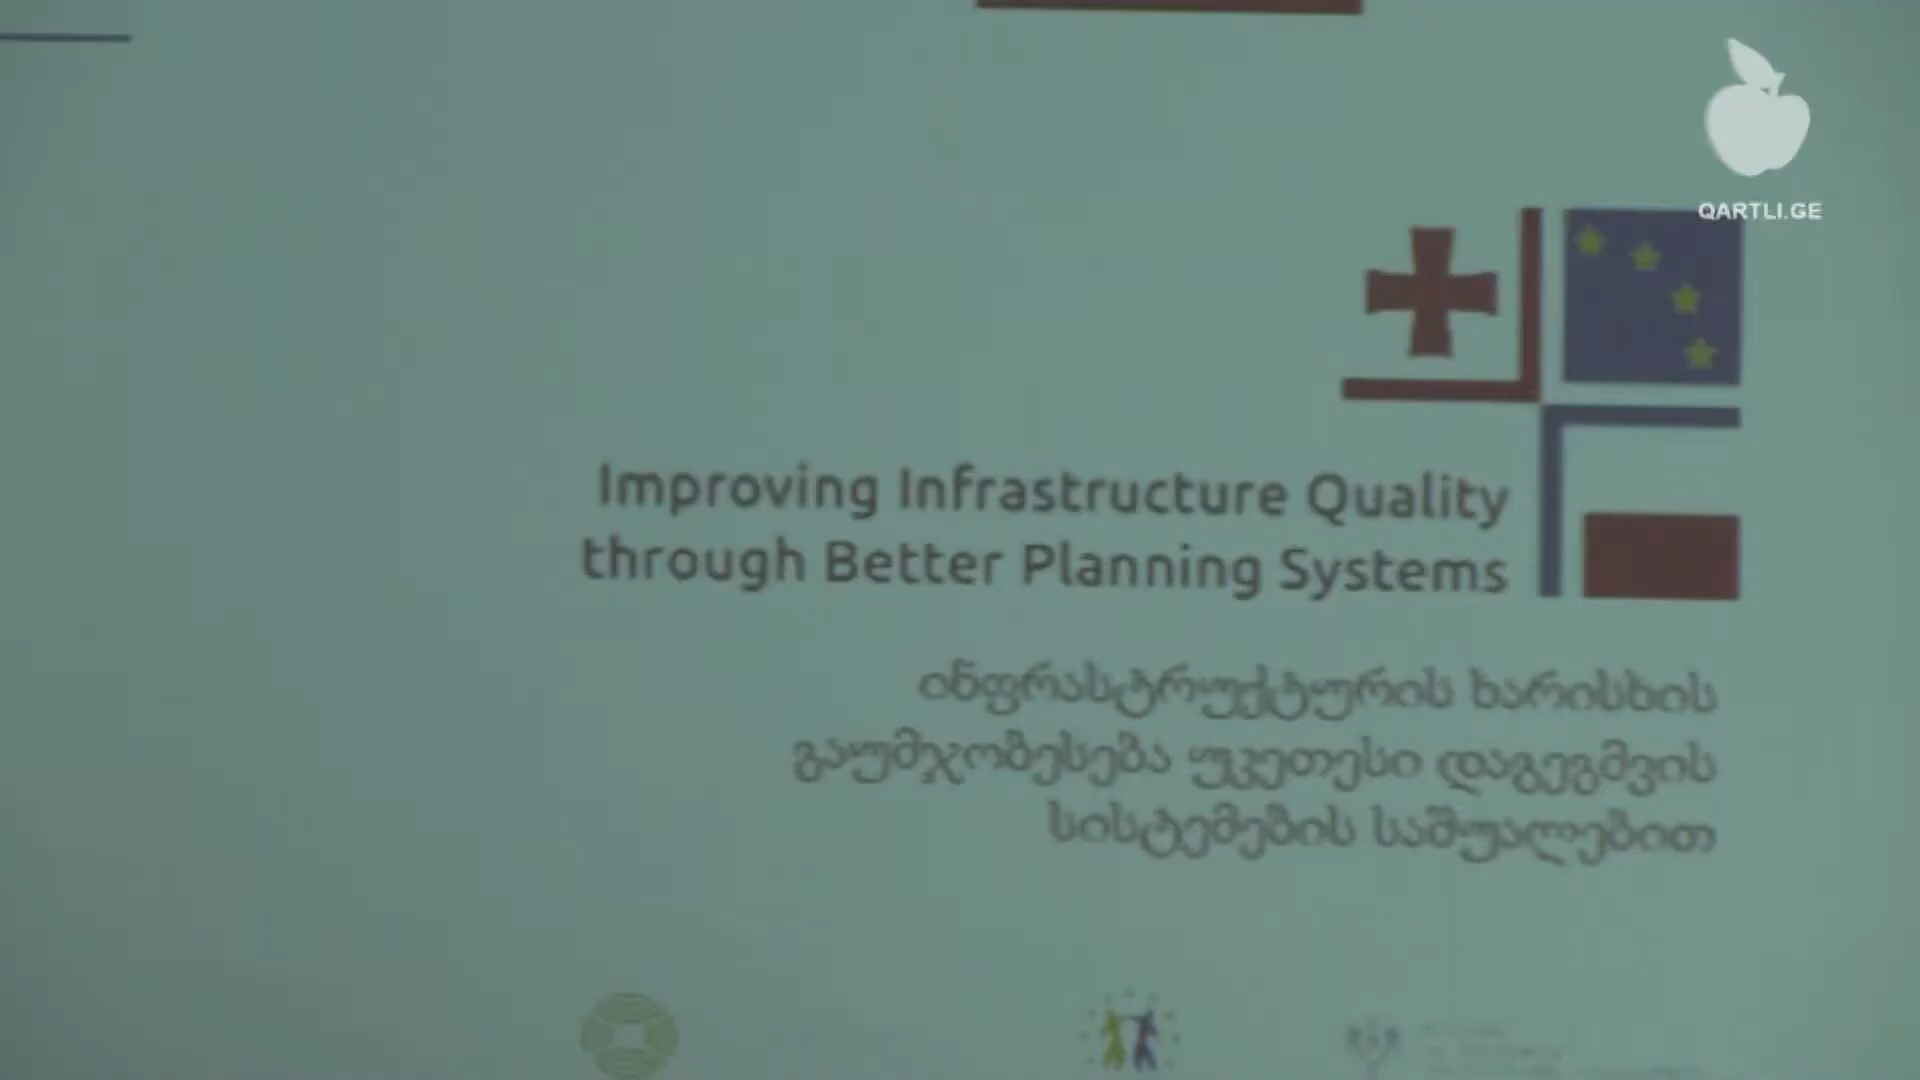 QARTLI.GE
Improving Infrastructure Quality
through Better Planning Systems
ინფრასტრუქტურის ხარისხის
გაუმჯობესება უკეთესი დაგეგმვის
სისტემების საშუალებით